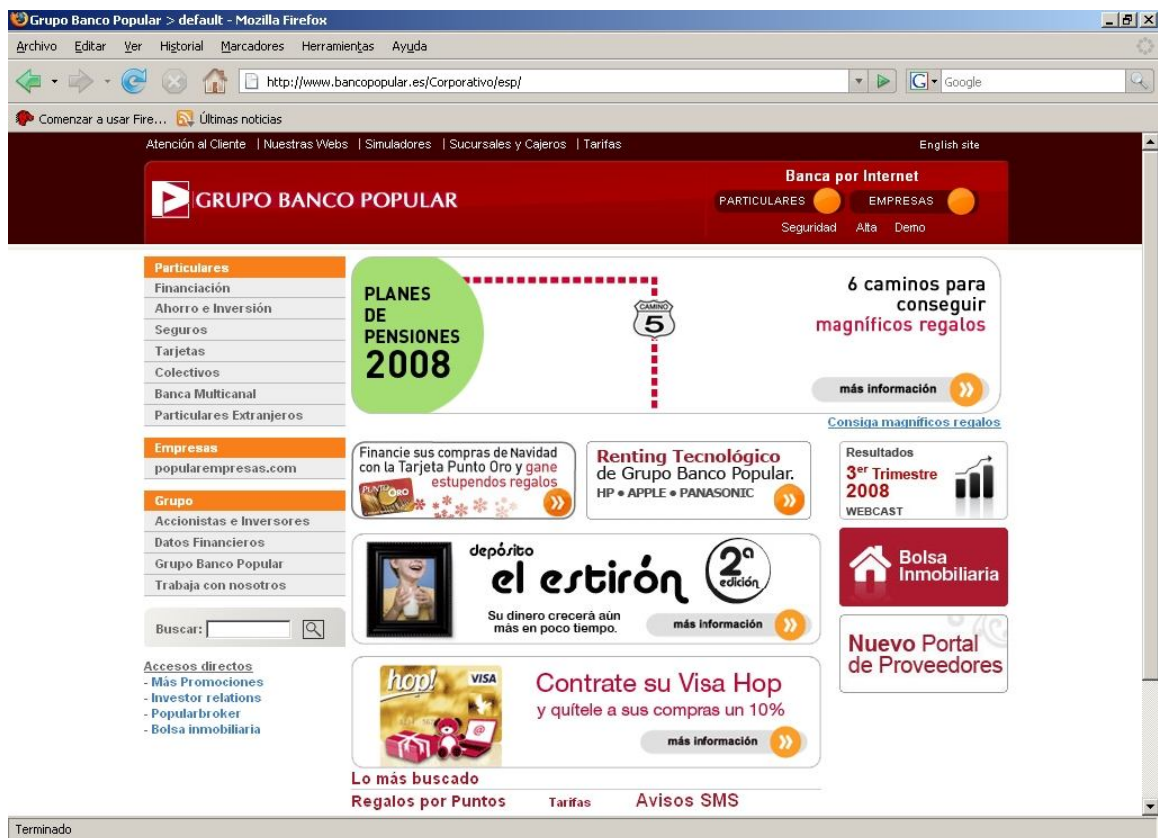 Grupo Banco Popular > default - Mozilla Firefox
Archivo Editar Ver Historial Marcadores Herramientas Ayuda
http://www.bancopopular.es/Corporativo/esp/
G Google
Comenzar a usar Fire... Últimas noticias
Atención al Cliente | Nuestras Webs | Simuladores | Sucursales y Cajeros | Tarifas
English site
GRUPO BANCO POPULAR
Banca por Internet
PARTICULARES EMPRESAS
Seguridad Alta Demo
Particulares
Financiación
Ahorro e Inversión
Seguros
Tarjetas
Colectivos
Banca Multicanal
Particulares Extranjeros
Empresas
popularempresas.com
Grupo
Accionistas e Inversores
Datos Financieros
Grupo Banco Popular
Trabaja con nosotros
Buscar:
Accesos directos
- Más Promociones
- Investor relations
- Popularbroker
- Bolsa inmobiliaria
PLANES
DE
PENSIONES
2008
CAMINO
5
6 caminos para
conseguir
magníficos regalos
más información
Consiga magníficos regalos
Financie sus compras de Navidad
con la Tarjeta Punto Oro y gane
estupendos regalos
PUNTO ORO
Renting Tecnológico
de Grupo Banco Popular.
HP • APPLE • PANASONIC
Resultados
3er Trimestre
2008
WEBCAST
depósito
el estirón
2ª
edición
Su dinero crecerá aún
más en poco tiempo.
más información
Bolsa
Inmobiliaria
Nuevo Portal
de Proveedores
hop!
VISA
@
Contrate su Visa Hop
y quítele a sus compras un 10%
más información
Lo más buscado
Regalos por Puntos Tarifas Avisos SMS
Terminado